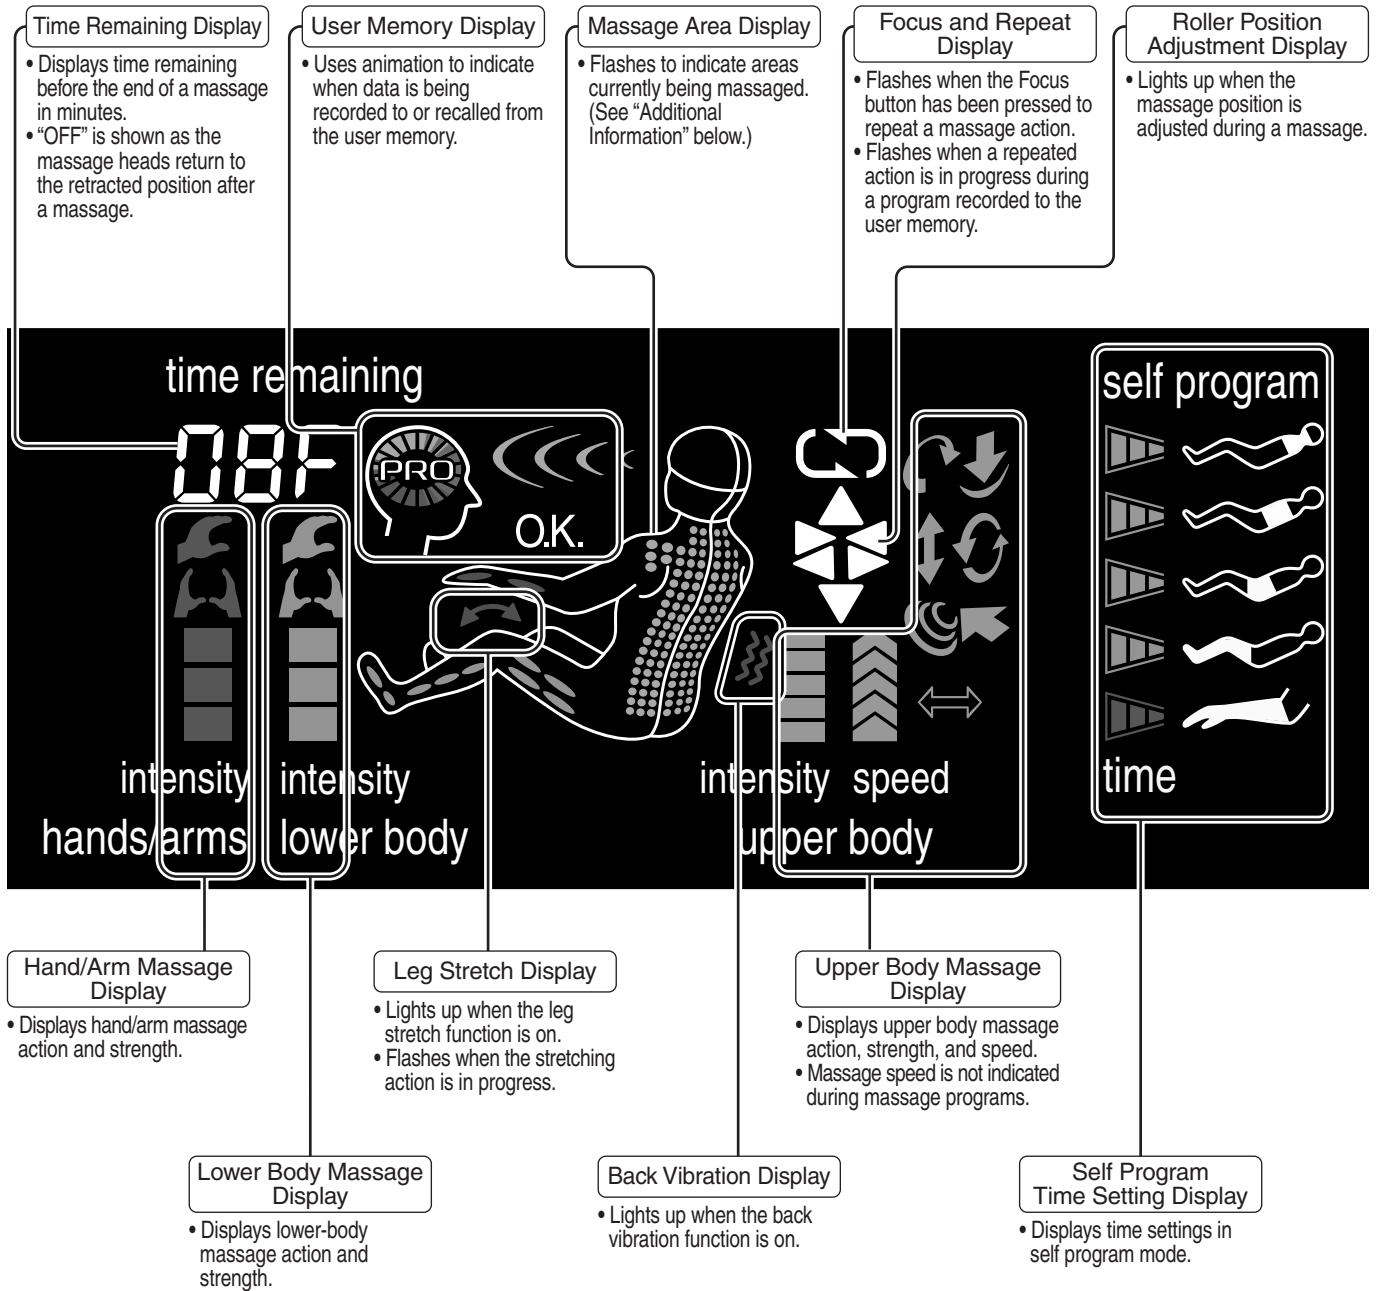 Time Remaining Display
• Displays time remaining
before the end of a massage
in minutes.
• “OFF” is shown as the
massage heads return to
the retracted position after
a massage.
User Memory Display
• Uses animation to indicate
when data is being
recorded to or recalled from
the user memory.
Massage Area Display
• Flashes to indicate areas
currently being massaged.
(See “Additional
Information” below.)
Focus and Repeat
Display
• Flashes when the Focus
button has been pressed to
repeat a massage action.
• Flashes when a repeated
action is in progress during
a program recorded to the
user memory.
Roller Position
Adjustment Display
• Lights up when the
massage position is
adjusted during a massage.
time remaining
08F
PRO
O.K.
self program
intensity
hands/arms
intensity
lower body
intensity speed
upper body
time
Hand/Arm Massage
Display
• Displays hand/arm massage
action and strength.
Leg Stretch Display
• Lights up when the leg
stretch function is on.
• Flashes when the stretching
action is in progress.
Upper Body Massage
Display
• Displays upper body massage
action, strength, and speed.
• Massage speed is not indicated
during massage programs.
Lower Body Massage
Display
• Displays lower-body
massage action and
strength.
Back Vibration Display
• Lights up when the back
vibration function is on.
Self Program
Time Setting Display
• Displays time settings in
self program mode.